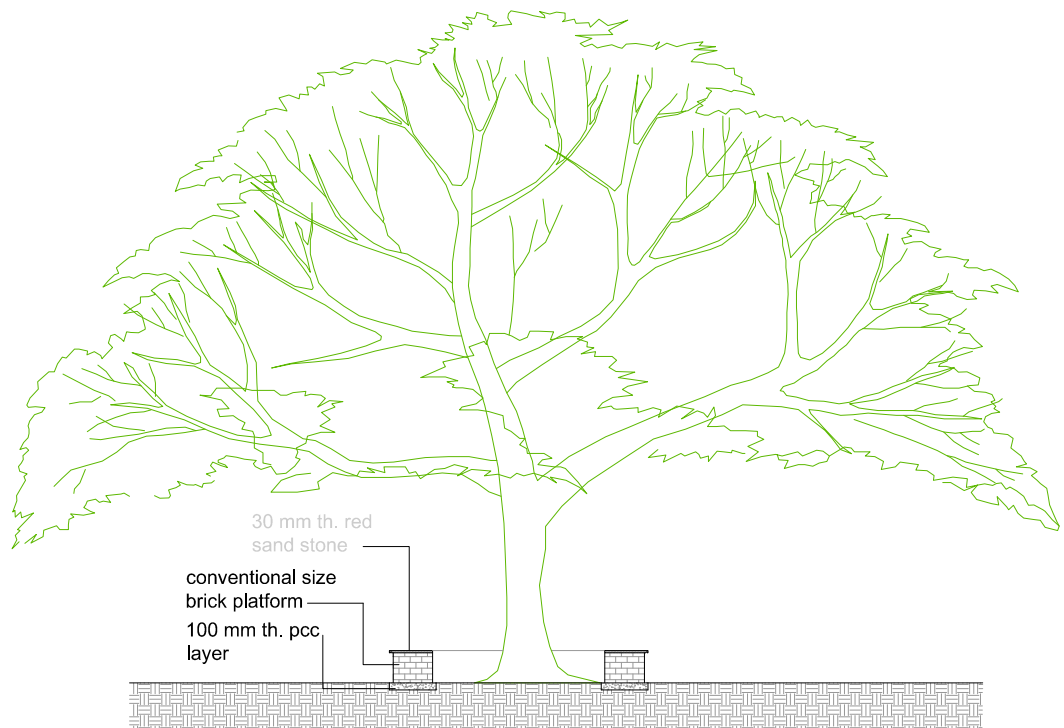 30 mm th. red
sand stone
conventional size
brick platform
100 mm th. pcc
layer